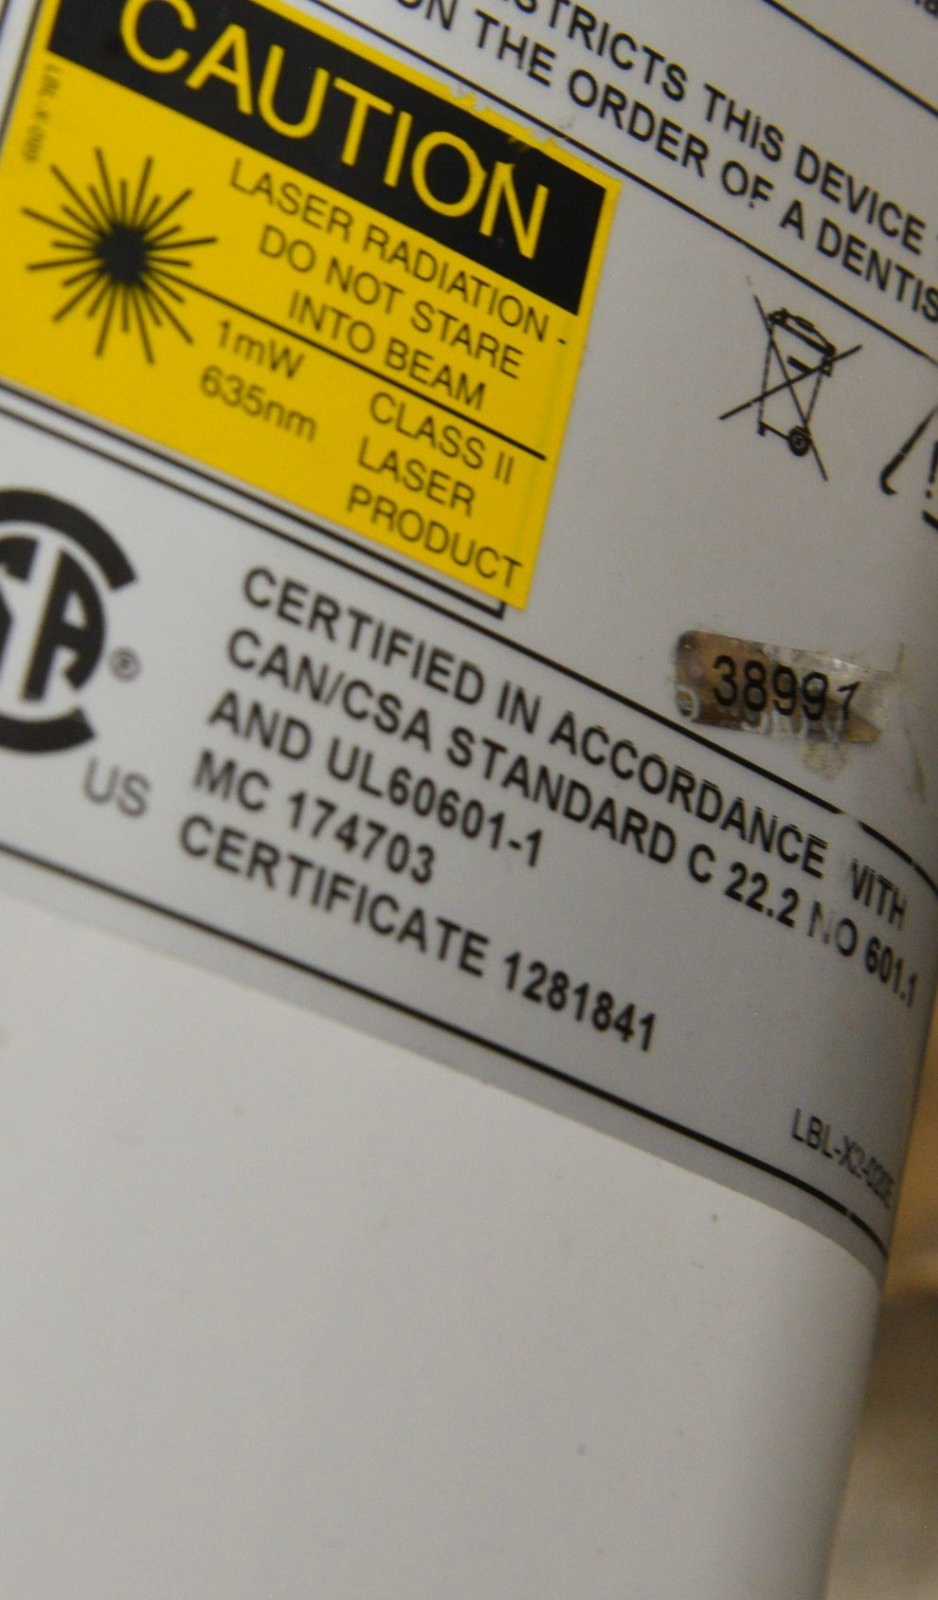 STRICTS THIS DEVICE
ON THE ORDER OF A DENTIS
CAUTION
LASER RADIATION -
DO NOT STARE
INTO BEAM
1mW
635nm
CLASS II
LASER
PRODUCT
38991
US
CERTIFIED IN ACCORDANCE WITH
CAN/CSA STANDARD C 22.2 NO 601.1
AND UL60601-1
MC 174703
CERTIFICATE 1281841